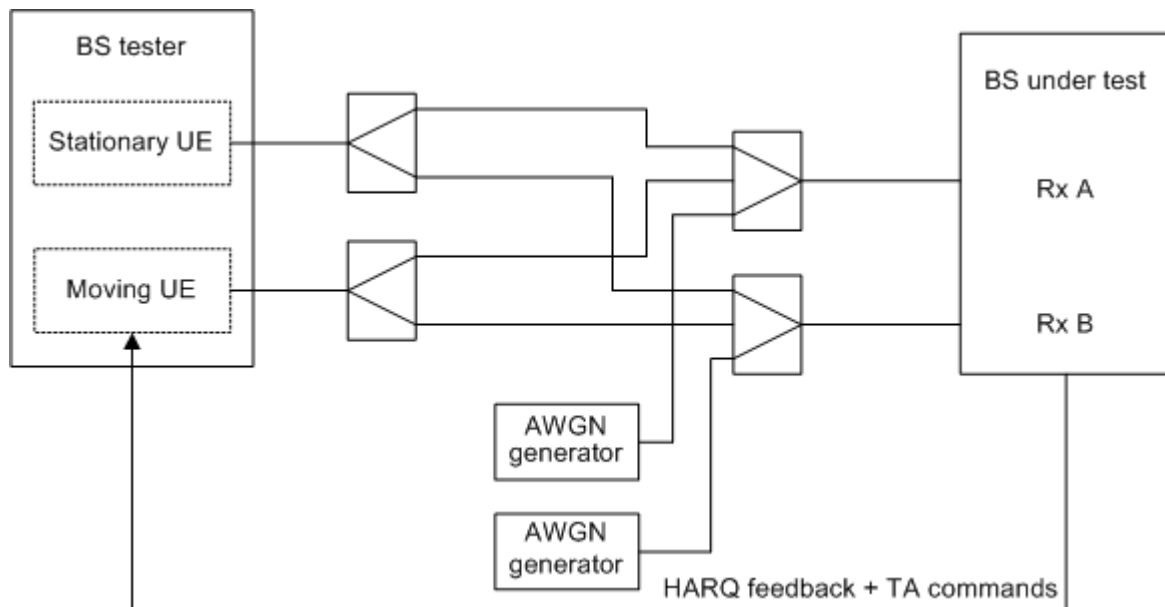 BS tester
Stationary UE
Moving UE
BS under test
Rx A
Rx B
AWGN
generator
AWGN
generator
HARQ feedback + TA commands